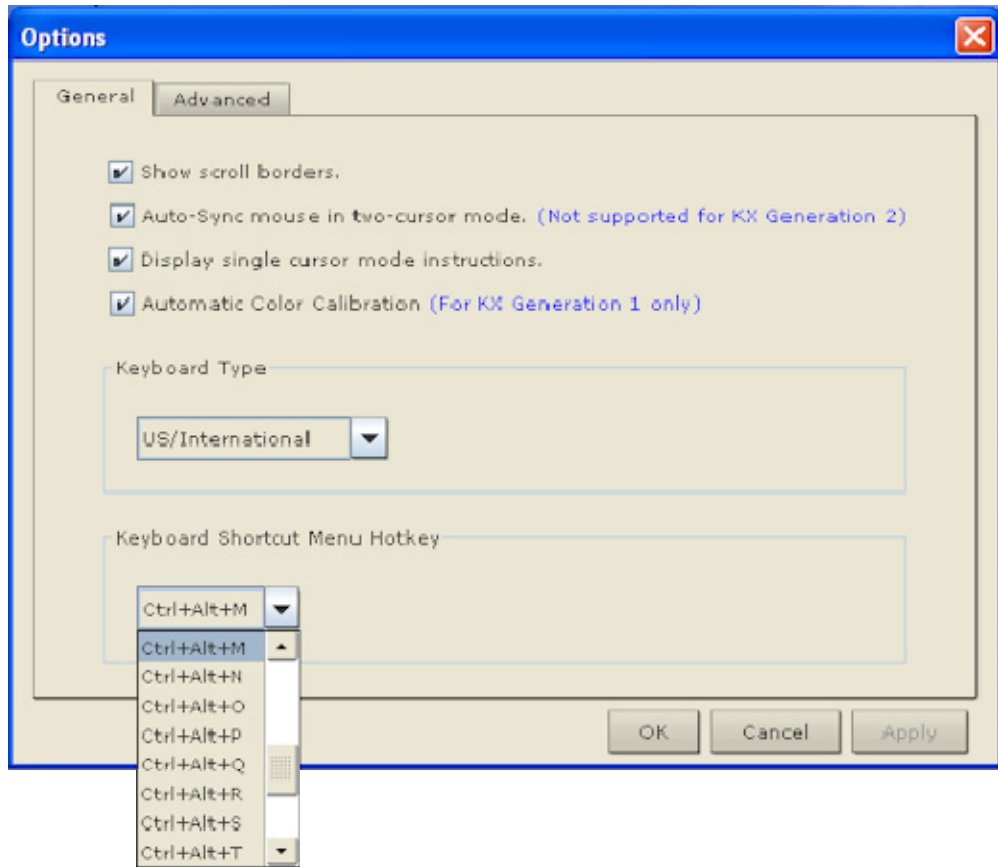 Options
General
Advanced
Show scroll borders.
Auto-Sync mouse in two-cursor mode. (Not supported for KX Generation 2)
Display single cursor mode instructions.
Automatic Color Calibration (For KX Generation 1 only)
Keyboard Type
US/International
Keyboard Shortcut Menu Hotkey
Ctrl+Alt+M
Ctrl+Alt+M
Ctrl+Alt+N
Ctrl+Alt+O
Ctrl+Alt+P
Ctrl+Alt+Q
Ctrl+Alt+R
Ctrl+Alt+S
Ctrl+Alt+T
OK
Cancel
Apply